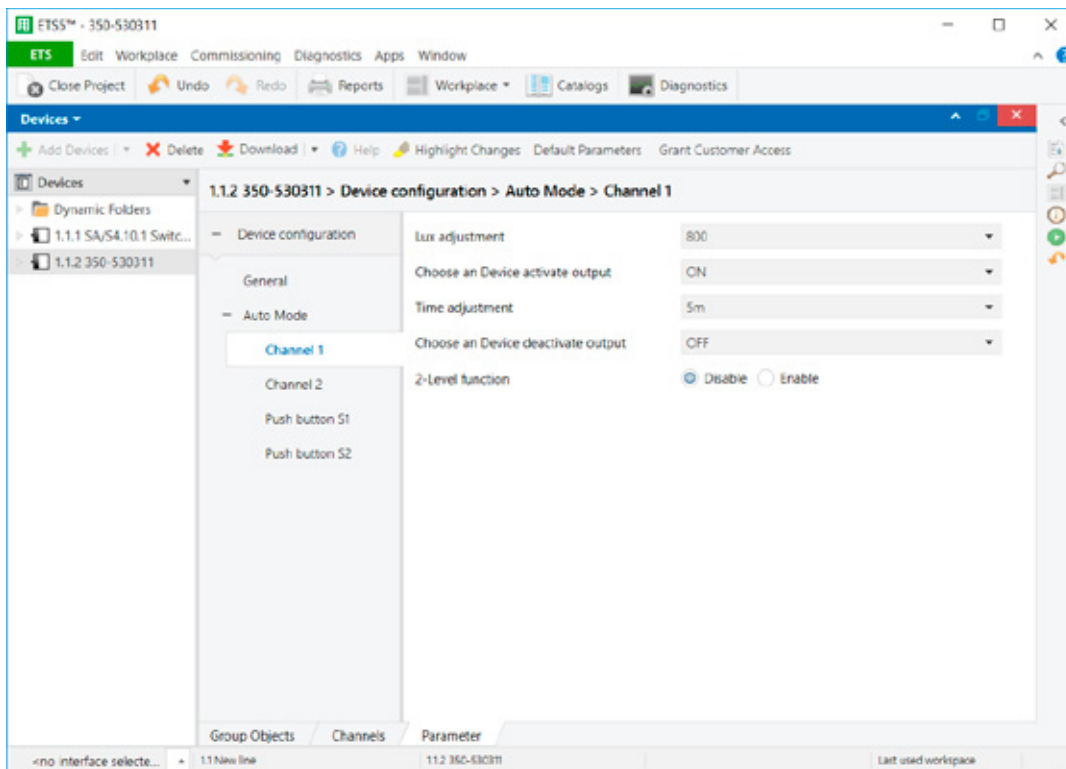 ETS5™ - 350-530311
ETS Edit Workplace Commissioning Diagnostics Apps Window
Close Project Undo Redo Reports Workplace Catalogs Diagnostics
Devices
Add Devices Delete Download Help Highlight Changes Default Parameters Grant Customer Access
Devices
Dynamic Folders
1.1.1 SA/S4.10.1 Switc...
1.1.2 350-530311
1.1.2 350-530311 > Device configuration > Auto Mode > Channel 1
Device configuration
General
Auto Mode
Channel 1
Channel 2
Push button S1
Push button S2
Lux adjustment 800
Choose an Device activate output ON
Time adjustment 5m
Choose an Device deactivate output OFF
2-Level function Disable Enable
Group Objects Channels Parameter
<no interface selecte... 1.1 New line 1.1.2 350-530311 Last used workspace